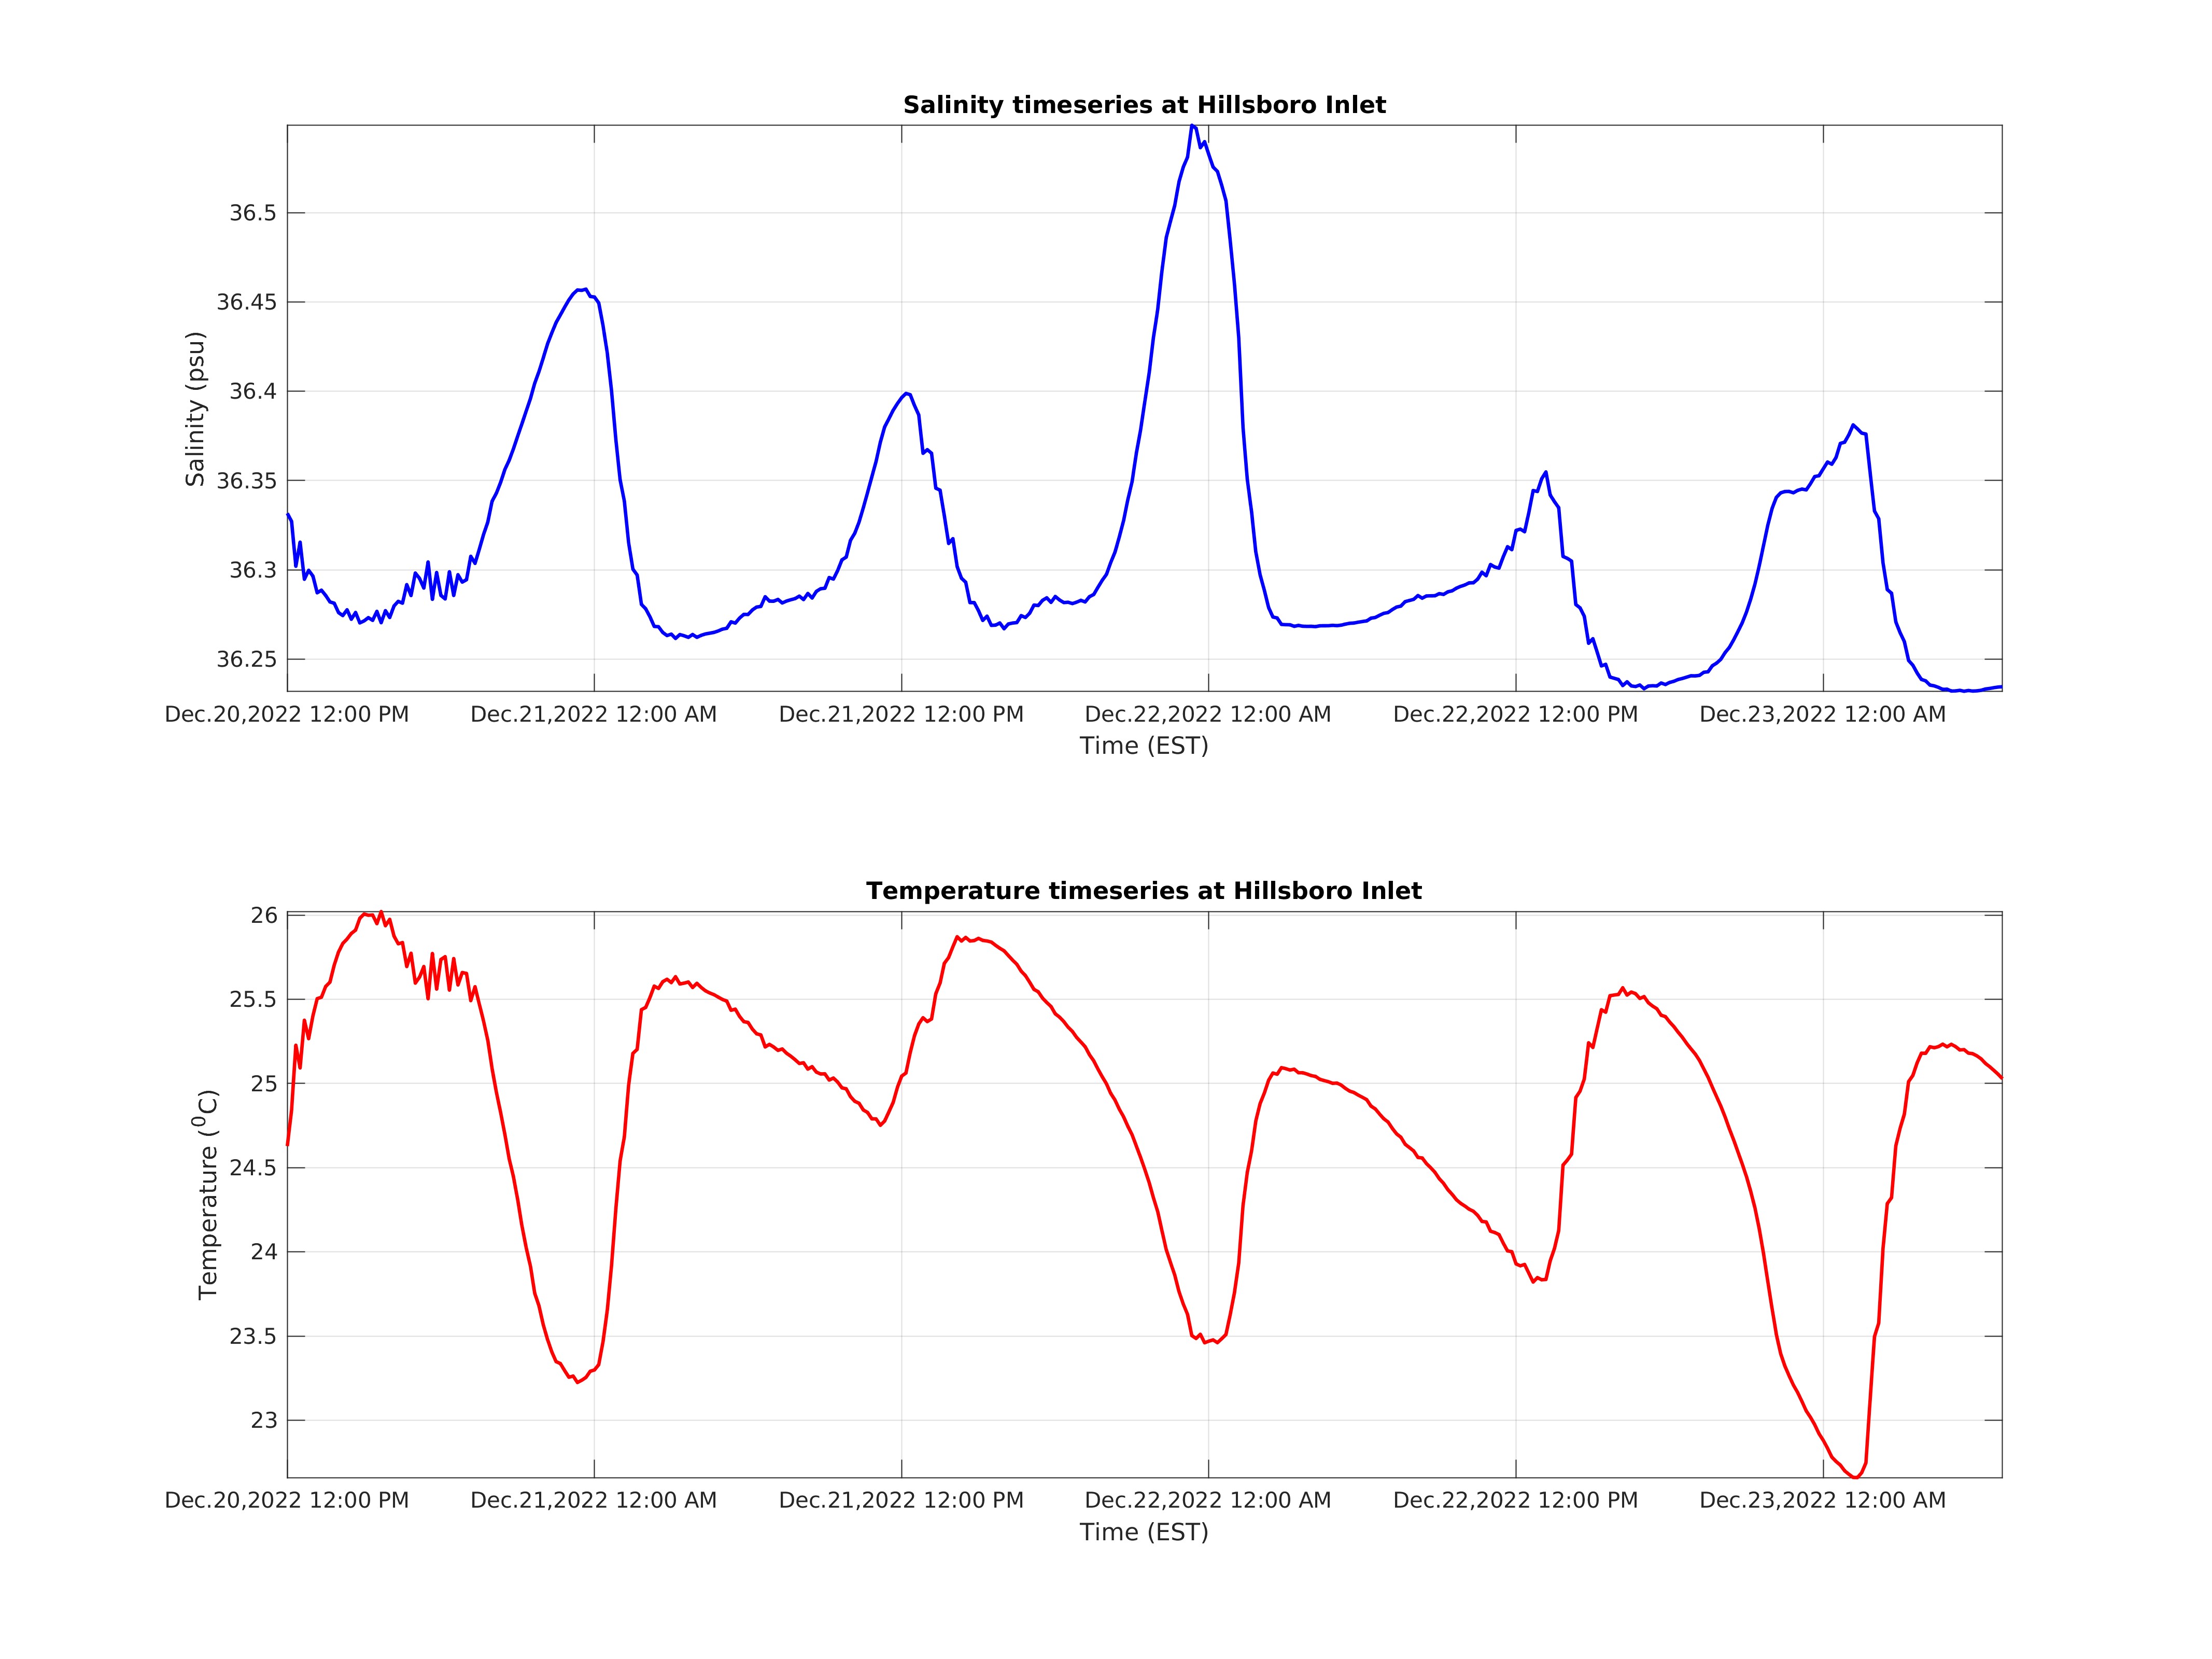 Salinity timeseries at Hillsboro Inlet
36.5
36.45
36.4
36.35
36.3
36.25
Salinity (psu)
Dec.20,2022 12:00 PM Dec.21,2022 12:00 AM Dec.21,2022 12:00 PM Dec.22,2022 12:00 AM Dec.22,2022 12:00 PM Dec.23,2022 12:00 AM
Time (EST)
Temperature timeseries at Hillsboro Inlet
26
25.5
25
24.5
24
23.5
23
Temperature (⁰C)
Dec.20,2022 12:00 PM Dec.21,2022 12:00 AM Dec.21,2022 12:00 PM Dec.22,2022 12:00 AM Dec.22,2022 12:00 PM Dec.23,2022 12:00 AM
Time (EST)